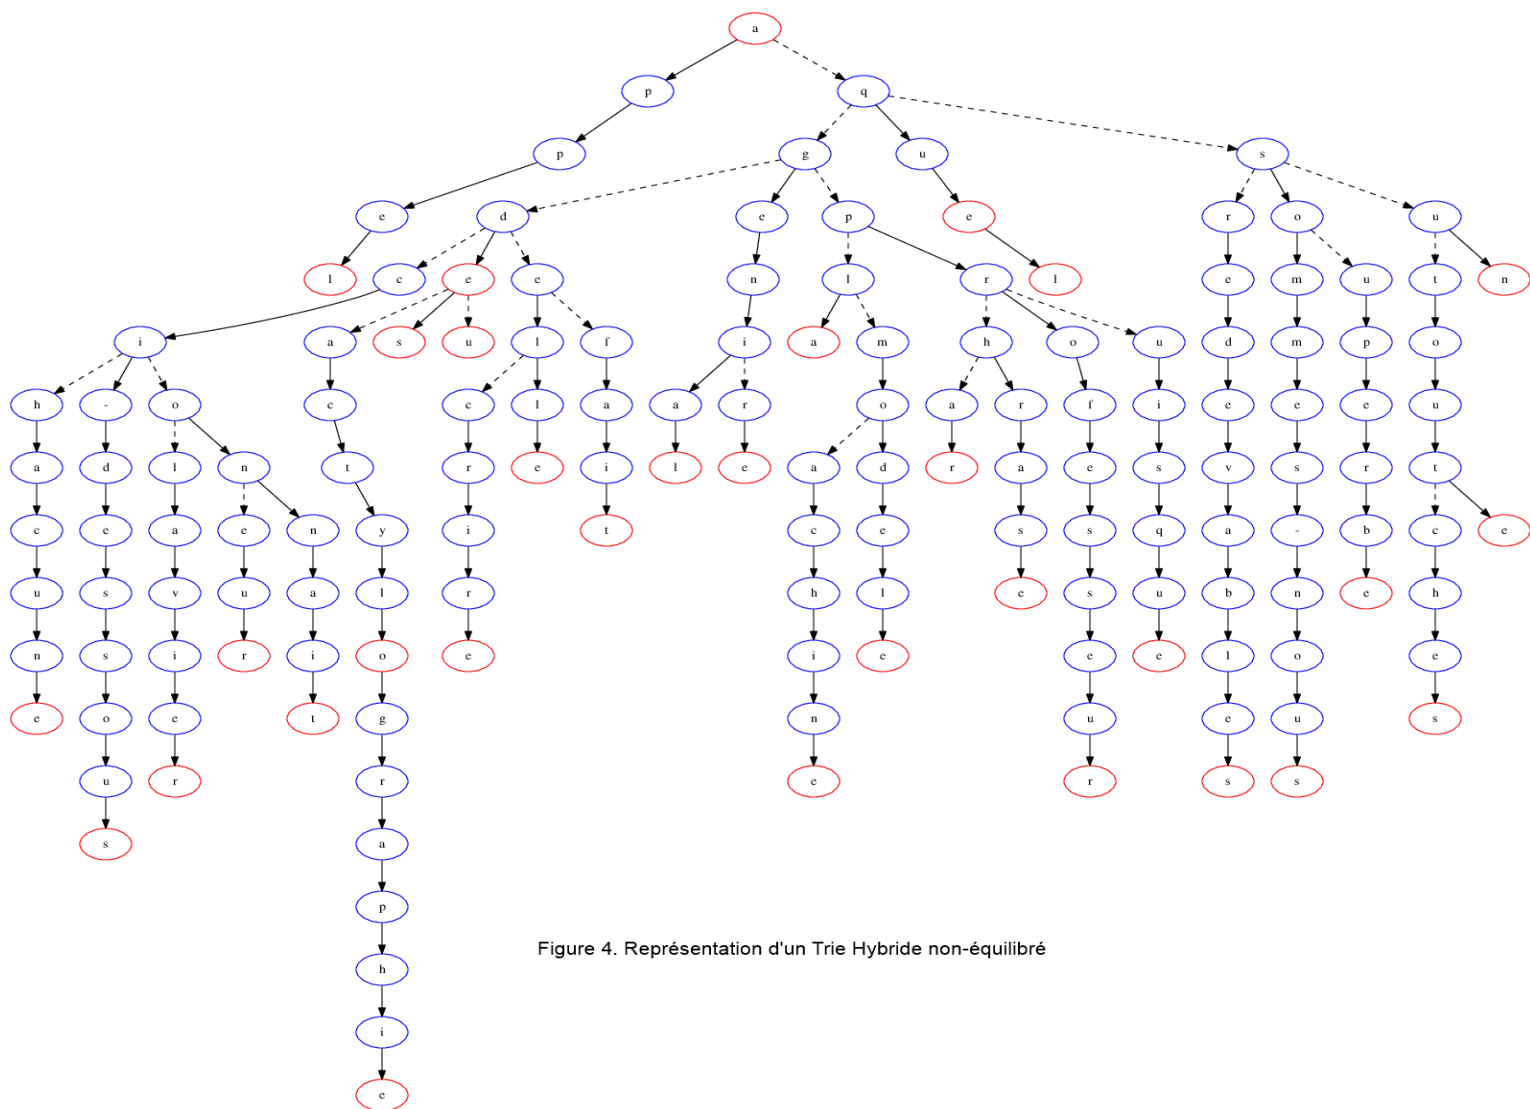 a
p q
p g u s
e d e p e r o u
l c e e n l r l e m u t n
i a s u l f i a m h o u d m p o
h - o c c l a a r o a r f i e e e u
a d l n t r e i l e a d r a e s v s r t
c e a e n y i t c e s s q a - b c e
u s v u a l r h l e s u b n e h
n s i r i o e i e e e l o e
e o e t g n u e u s
u r r e r s s
s a
p
Figure 4. Représentation d'un Trie Hybride non-équilibré
h
i
e